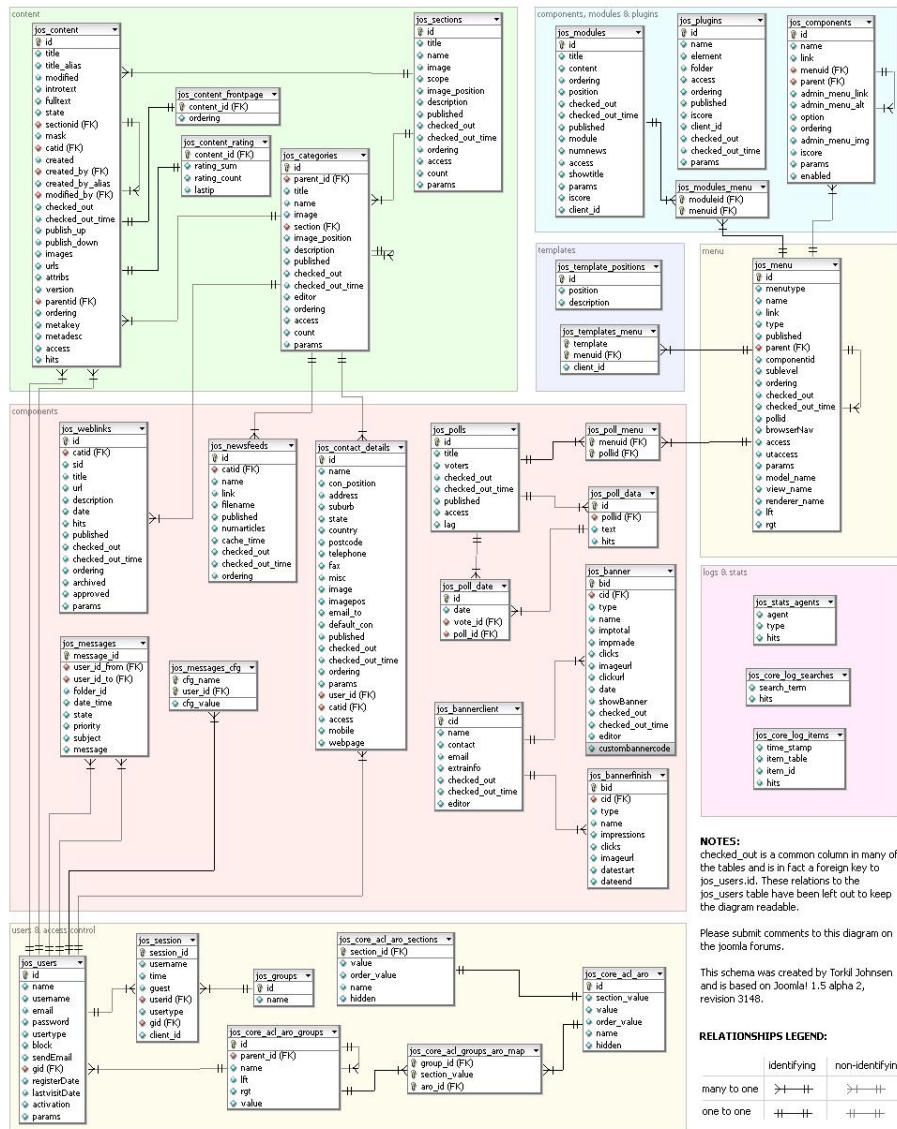 content
jos_content
id
title
title_alias
modified
introtext
fulltext
state
sectionid (FK)
mask
catid (FK)
created
created_by (FK)
created_by_alias
modified_by (FK)
checked_out
checked_out_time
publish_up
publish_down
images
urls
attribs
version
parentid (FK)
ordering
metakey
metadesc
access
hits
jos_content_frontpage
content_id (FK)
ordering
jos_content_rating
content_id (FK)
rating_sum
rating_count
lastip
jos_categories
id
parent_id (FK)
title
name
image
section (FK)
image_position
description
published
checked_out
checked_out_time
editor
ordering
access
count
params
jos_sections
id
title
name
image
scope
image_position
description
published
checked_out
checked_out_time
ordering
access
count
params
components, modules & plugins
jos_modules
id
title
content
ordering
position
checked_out
checked_out_time
published
module
numnews
access
showtitle
params
iscore
client_id
jos_plugins
id
name
element
folder
access
ordering
published
iscore
client_id
checked_out
checked_out_time
params
jos_components
id
name
link
menuid (FK)
parent (FK)
admin_menu_link
admin_menu_alt
option
ordering
admin_menu_img
iscore
params
enabled
jos_modules_menu
moduleid (FK)
menuid (FK)
templates
jos_template_positions
id
position
description
jos_templates_menu
template
menuid (FK)
client_id
menu
jos_menu
id
menutype
name
link
type
published
parent (FK)
componentid
sublevel
ordering
checked_out
checked_out_time
pollid
browserNav
access
utaccess
params
model_name
view_name
renderer_name
lft
rgt
components
jos_weblinks
id
catid (FK)
sid
title
url
description
date
hits
published
checked_out
checked_out_time
ordering
archived
approved
params
jos_newsfeeds
id
catid (FK)
name
link
filename
published
numarticles
cache_time
checked_out
checked_out_time
ordering
jos_contact_details
id
name
con_position
address
suburb
state
country
postcode
telephone
fax
misc
image
imagepos
email_to
default_con
published
checked_out
checked_out_time
ordering
params
user_id (FK)
catid (FK)
access
mobile
webpage
jos_polls
id
title
voters
checked_out
checked_out_time
published
access
lag
jos_poll_menu
menuid (FK)
pollid (FK)
jos_poll_data
id
pollid (FK)
text
hits
jos_poll_date
id
date
vote_id (FK)
poll_id (FK)
jos_banner
bid
cid (FK)
type
name
imptotal
impmade
clicks
imageurl
clickurl
date
showBanner
checked_out
checked_out_time
editor
custombannercode
jos_messages
message_id
user_id_from (FK)
user_id_to (FK)
folder_id
date_time
state
priority
subject
message
jos_messages_cfg
cfg_name
user_id (FK)
cfg_value
jos_bannerclient
cid
name
contact
email
extrainfo
checked_out
checked_out_time
editor
jos_bannerfinish
bid
cid (FK)
type
name
impressions
clicks
imageurl
datestart
dateend
logs & stats
jos_stats_agents
agent
type
hits
jos_core_log_searches
search_term
hits
jos_core_log_items
time_stamp
item_table
item_id
hits
users & access control
jos_users
id
name
username
email
password
usertype
block
sendEmail
gid (FK)
registerDate
lastvisitDate
activation
params
jos_session
session_id
username
time
guest
userid (FK)
usertype
gid (FK)
client_id
jos_groups
id
name
jos_core_acl_aro_sections
section_id (FK)
value
order_value
name
hidden
jos_core_acl_aro
id
section_value
value
order_value
name
hidden
jos_core_acl_aro_groups
id
parent_id (FK)
name
lft
rgt
value
jos_core_acl_groups_aro_map
group_id (FK)
section_value
aro_id (FK)
NOTES:
checked_out is a common column in many of
the tables and is in fact a foreign key to
jos_users.id. These relations to the
jos_users table have been left out to keep
the diagram readable.
Please submit comments to this diagram on
the joomla forums.
This schema was created by Torkil Johnsen
and is based on Joomla! 1.5 alpha 2,
revision 3148.
RELATIONSHIPS LEGEND:
identifying non-identifyin
many to one
one to one